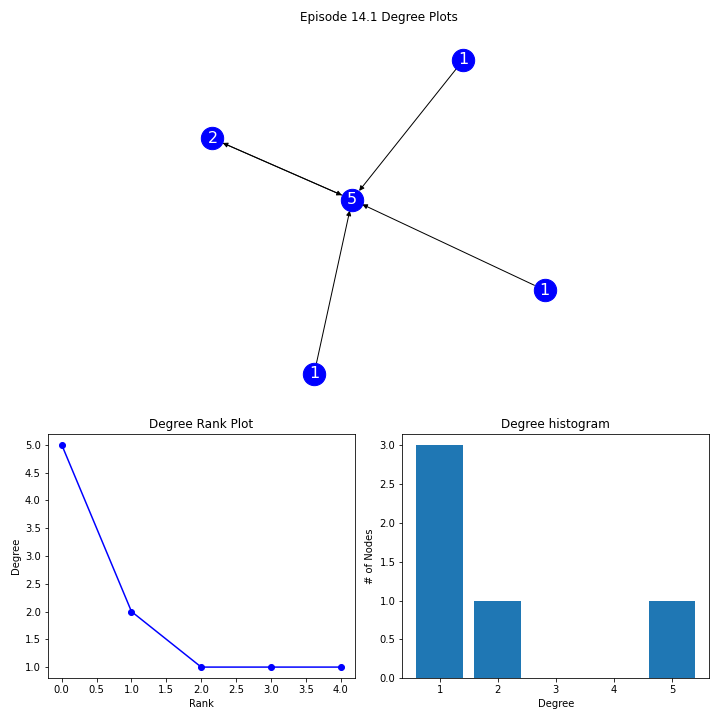 Episode 14.1 Degree Plots
1
2
5
1
1
Degree Rank Plot
5.0
4.5
4.0
3.5
3.0
2.5
2.0
1.5
1.0
Degree
0.0 0.5 1.0 1.5 2.0 2.5 3.0 3.5 4.0
Rank
Degree histogram
3.0
2.5
2.0
1.5
1.0
0.5
0.0
# of Nodes
1 2 3 4 5
Degree